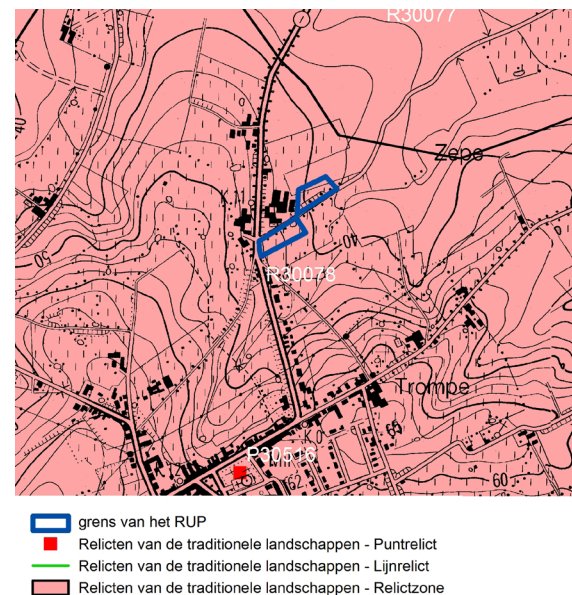 R30077
Zepe
40
40
50
R30078
Trompe
P30516
62
60
grens van het RUP
Relicten van de traditionele landschappen - Puntrelict
Relicten van de traditionele landschappen - Lijnrelict
Relicten van de traditionele landschappen - Relictzone